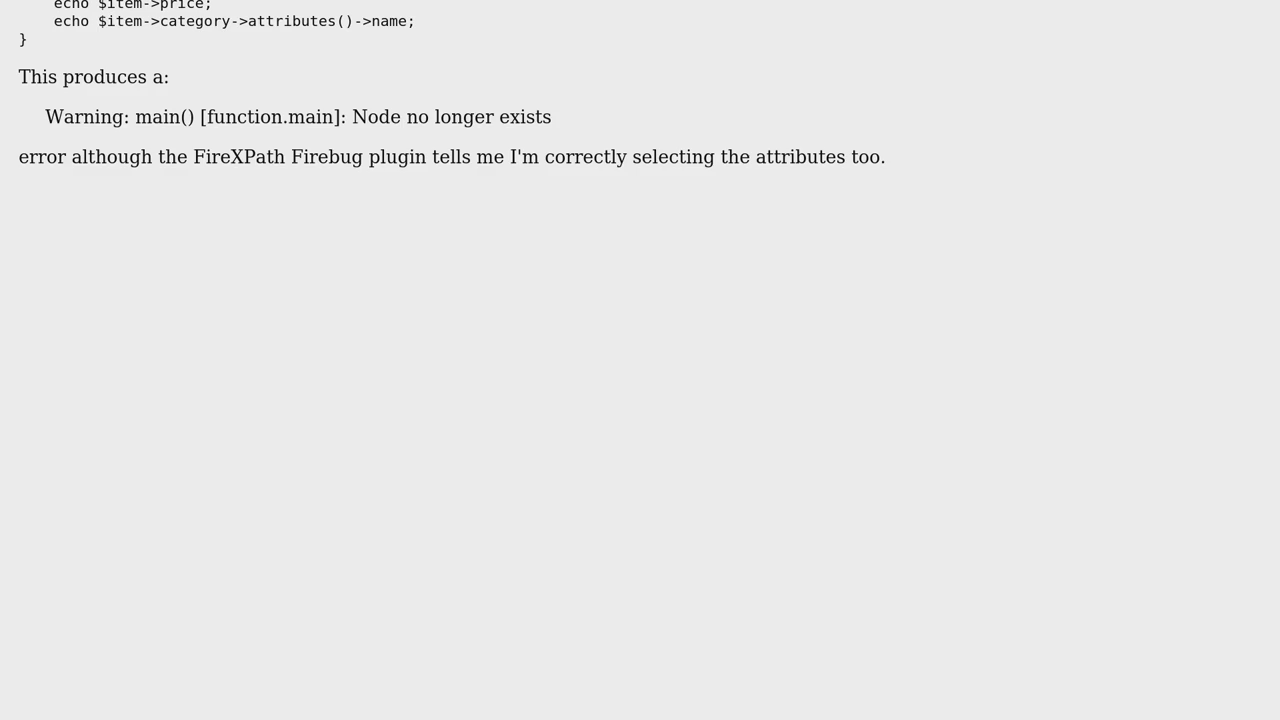 echo $item->price;
echo $item->category->attributes()->name;
}
This produces a:
Warning: main() [function.main]: Node no longer exists
error although the FireXPath Firebug plugin tells me I'm correctly selecting the attributes too.